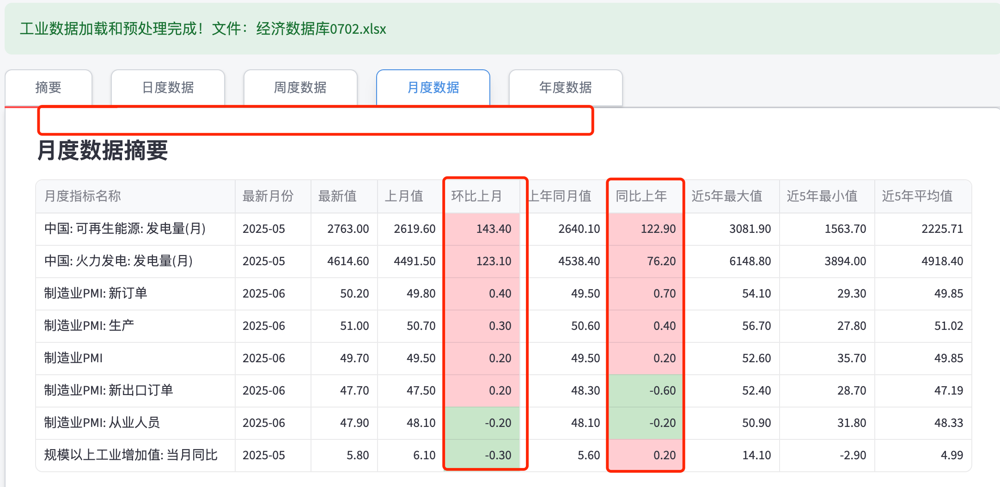 工业数据加载和预处理完成！文件：经济数据库0702.xlsx
摘要 日度数据 周度数据 月度数据 年度数据
月度数据摘要
月度指标名称 最新月份 最新值 上月值 环比上月 上年同月值 同比上年 近5年最大值 近5年最小值 近5年平均值
中国: 可再生能源: 发电量(月) 2025-05 2763.00 2619.60 143.40 2640.10 122.90 3081.90 1563.70 2225.71
中国: 火力发电: 发电量(月) 2025-05 4614.60 4491.50 123.10 4538.40 76.20 6148.80 3894.00 4918.40
制造业PMI: 新订单 2025-06 50.20 49.80 0.40 49.50 0.70 54.10 29.30 49.85
制造业PMI: 生产 2025-06 51.00 50.70 0.30 50.60 0.40 56.70 27.80 51.02
制造业PMI 2025-06 49.70 49.50 0.20 49.50 0.20 52.60 35.70 49.85
制造业PMI: 新出口订单 2025-06 47.70 47.50 0.20 48.30 -0.60 52.40 28.70 47.19
制造业PMI: 从业人员 2025-06 47.90 48.10 -0.20 48.10 -0.20 50.90 31.80 48.33
规模以上工业增加值: 当月同比 2025-05 5.80 6.10 -0.30 5.60 0.20 14.10 -2.90 4.99